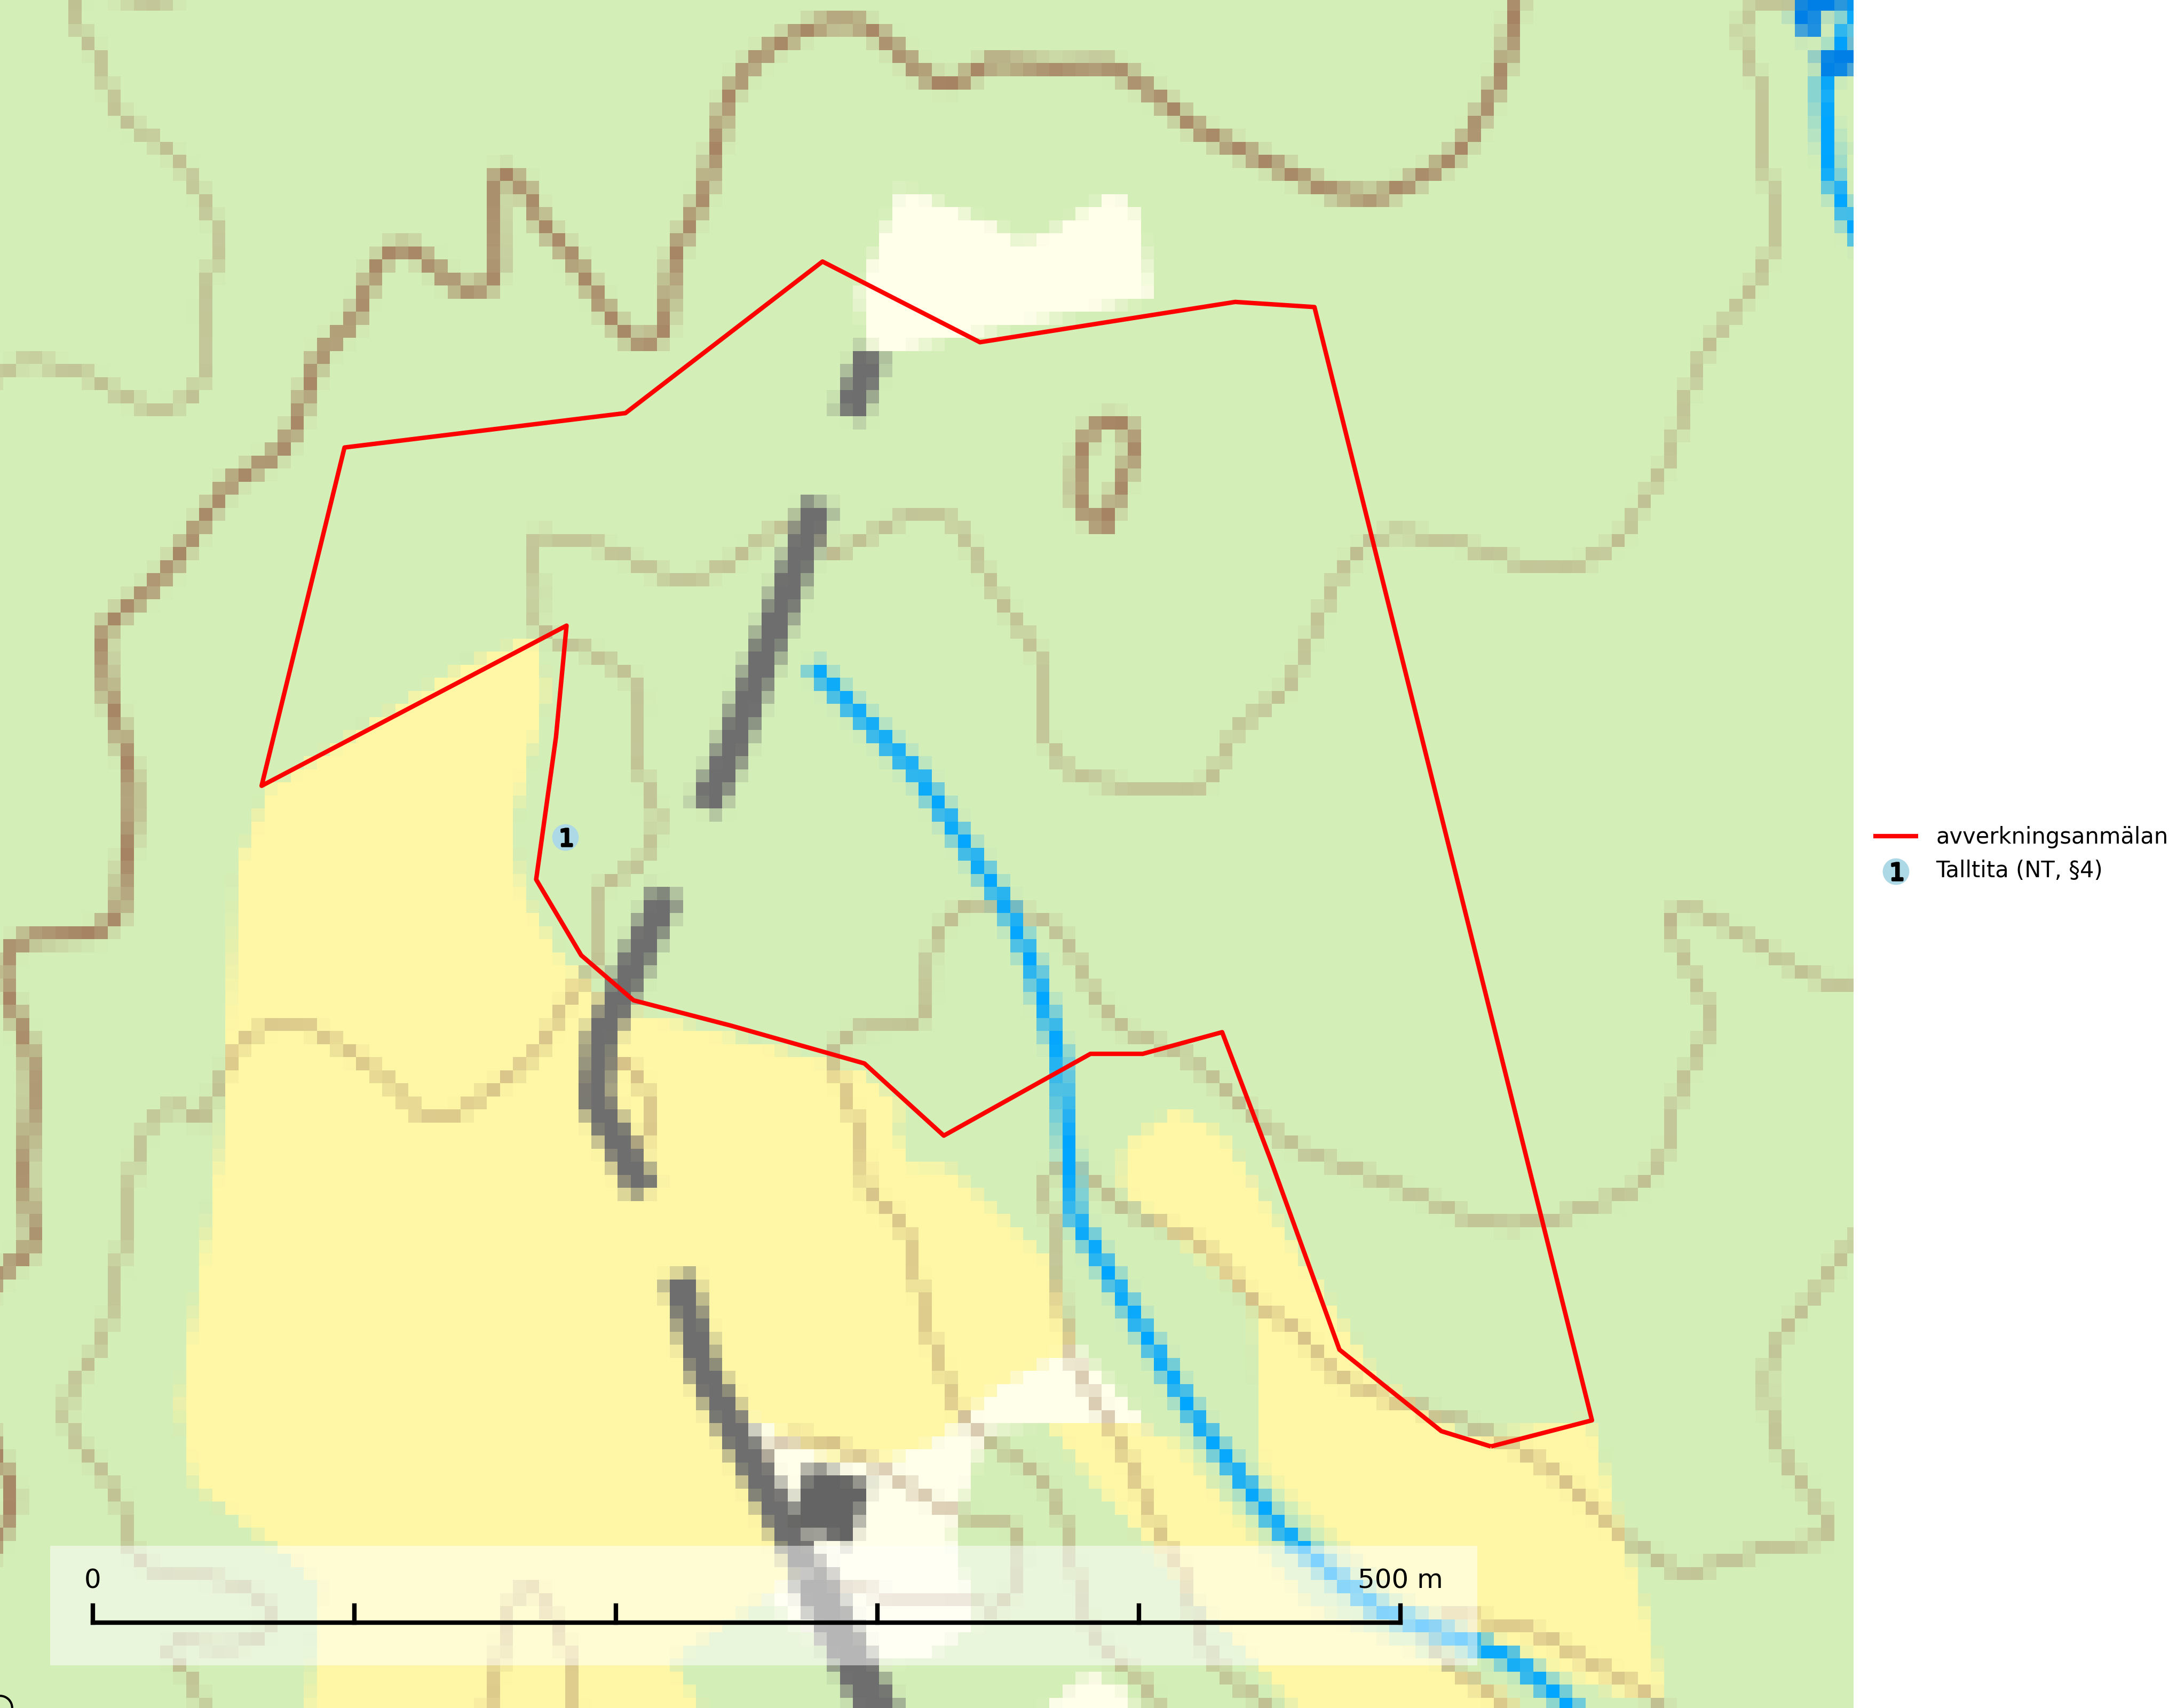 1
avverkningsanmälan
1 Talltita (NT, §4)
0 500 m